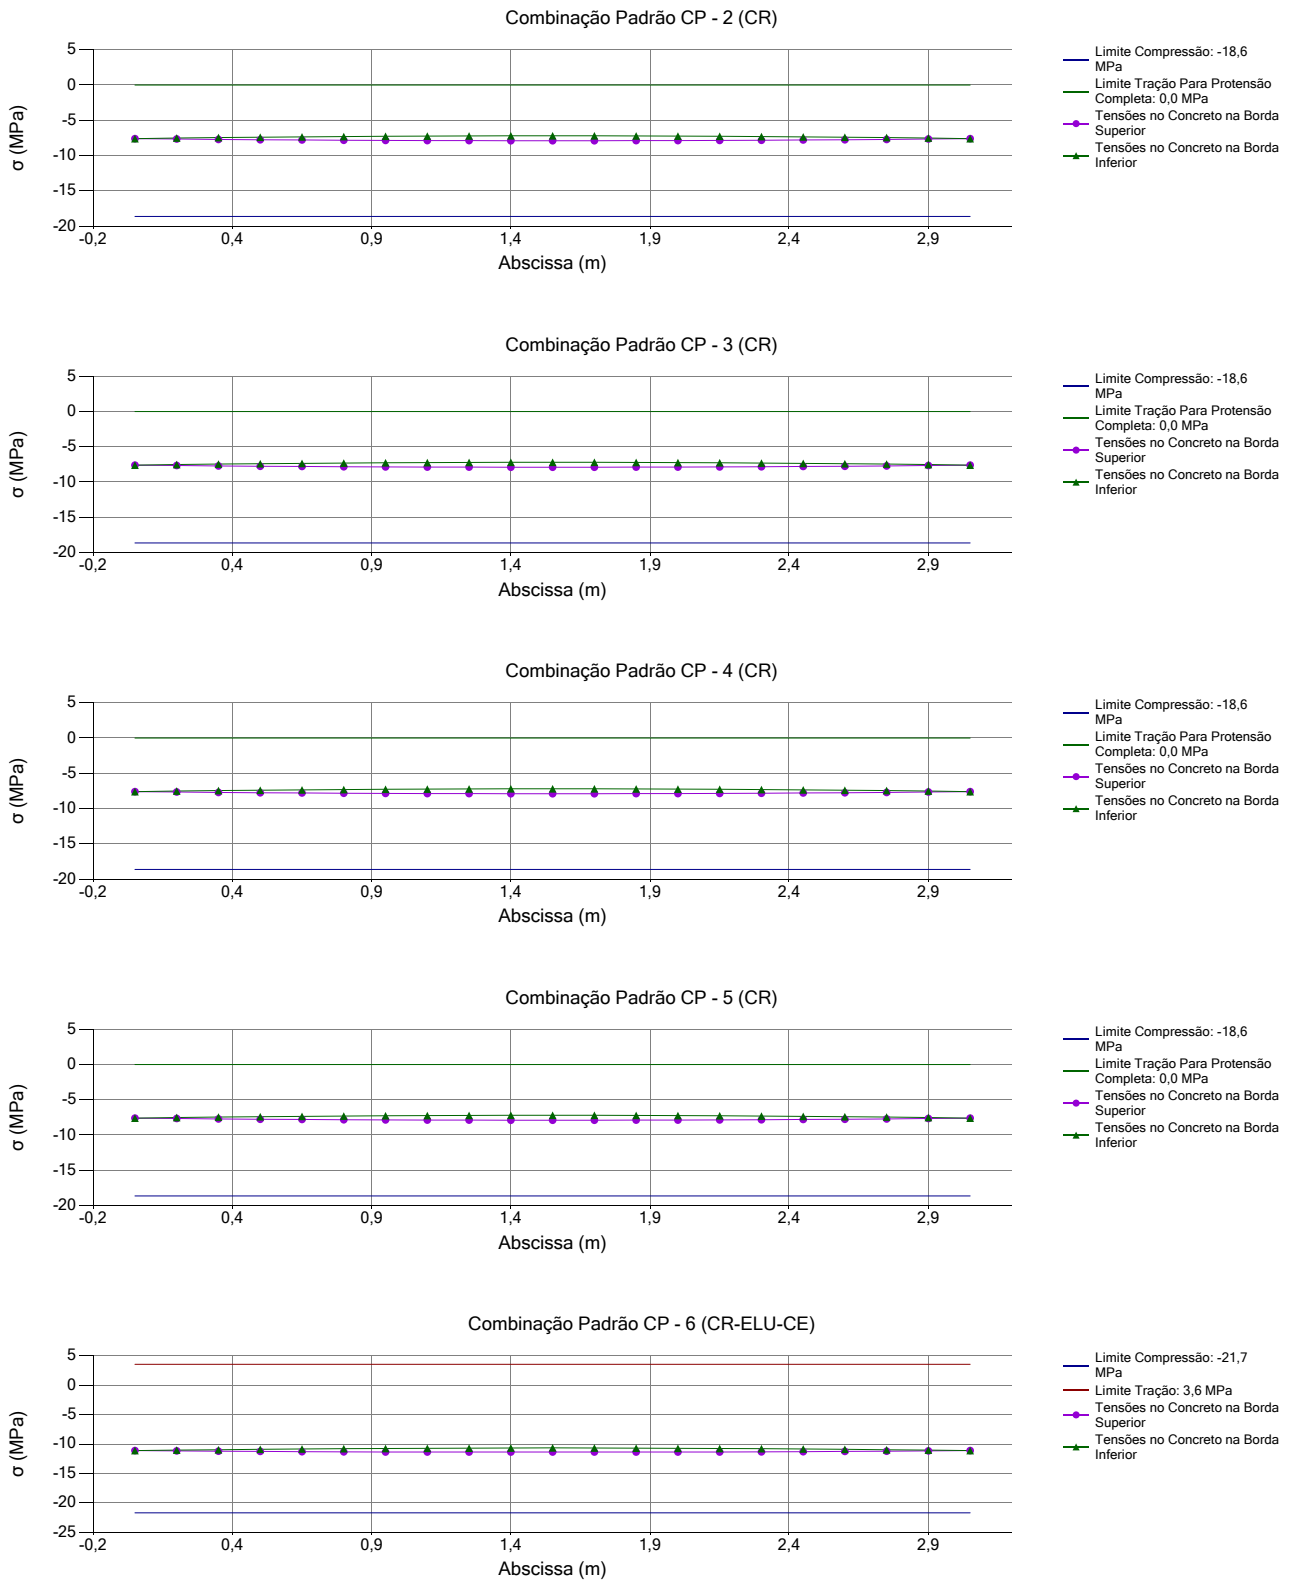 Combinação Padrão CP - 2 (CR)
5
0
-5
-10
-15
-20
σ (MPa)
-0,2
0,4
0,9
1,4
1,9
2,4
2,9
Abscissa (m)
Limite Compressão: -18,6
MPa
Limite Tração Para Protensão
Completa: 0,0 MPa
Tensões no Concreto na Borda
Superior
Tensões no Concreto na Borda
Inferior
Combinação Padrão CP - 3 (CR)
5
0
-5
-10
-15
-20
σ (MPa)
-0,2
0,4
0,9
1,4
1,9
2,4
2,9
Abscissa (m)
Limite Compressão: -18,6
MPa
Limite Tração Para Protensão
Completa: 0,0 MPa
Tensões no Concreto na Borda
Superior
Tensões no Concreto na Borda
Inferior
Combinação Padrão CP - 4 (CR)
5
0
-5
-10
-15
-20
σ (MPa)
-0,2
0,4
0,9
1,4
1,9
2,4
2,9
Abscissa (m)
Limite Compressão: -18,6
MPa
Limite Tração Para Protensão
Completa: 0,0 MPa
Tensões no Concreto na Borda
Superior
Tensões no Concreto na Borda
Inferior
Combinação Padrão CP - 5 (CR)
5
0
-5
-10
-15
-20
σ (MPa)
-0,2
0,4
0,9
1,4
1,9
2,4
2,9
Abscissa (m)
Limite Compressão: -18,6
MPa
Limite Tração Para Protensão
Completa: 0,0 MPa
Tensões no Concreto na Borda
Superior
Tensões no Concreto na Borda
Inferior
Combinação Padrão CP - 6 (CR-ELU-CE)
5
0
-5
-10
-15
-20
-25
σ (MPa)
-0,2
0,4
0,9
1,4
1,9
2,4
2,9
Abscissa (m)
Limite Compressão: -21,7
MPa
Limite Tração: 3,6 MPa
Tensões no Concreto na Borda
Superior
Tensões no Concreto na Borda
Inferior